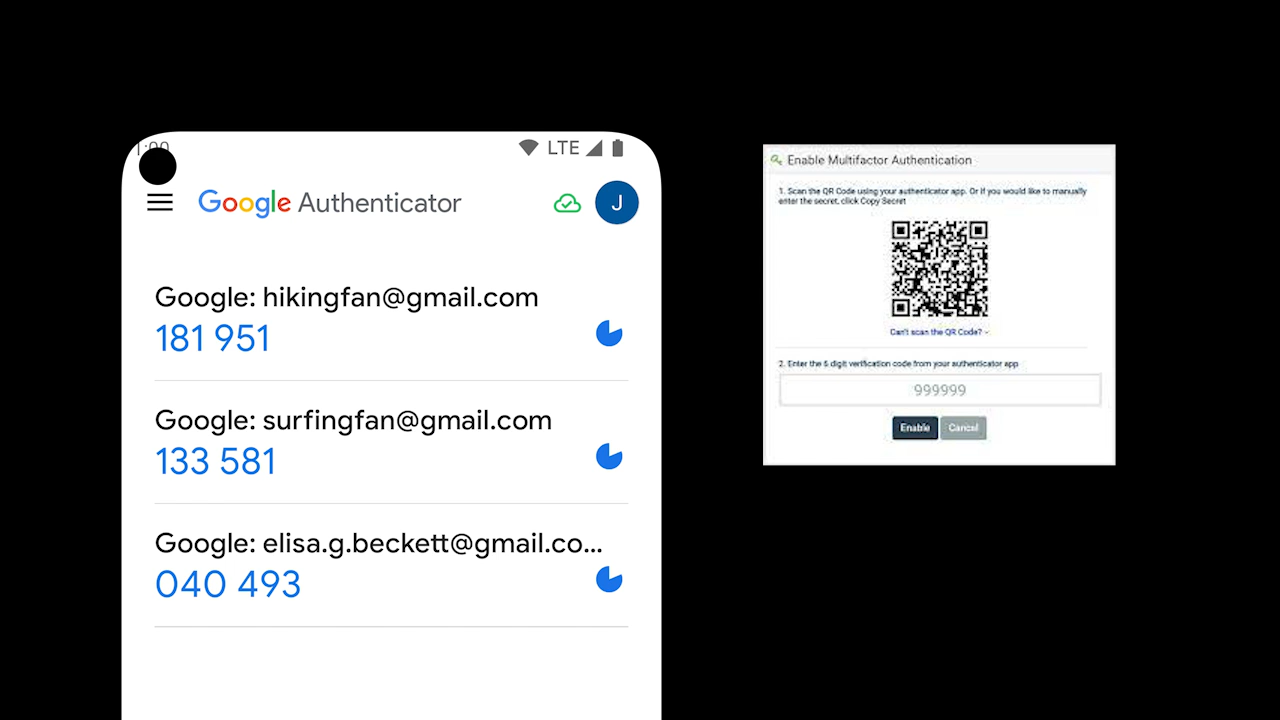 1:00
LTE
Google Authenticator
J
Google: hikingfan@gmail.com
181 951
Google: surfingfan@gmail.com
133 581
Google: elisa.g.beckett@gmail.co...
040 493
Enable Multifactor Authentication
1. Scan the QR Code using your authenticator app. Or if you would like to manually
enter the secret, click Copy Secret
Can't scan the QR Code?
2. Enter the 6 digit verification code from your authenticator app
999999
Enable Cancel